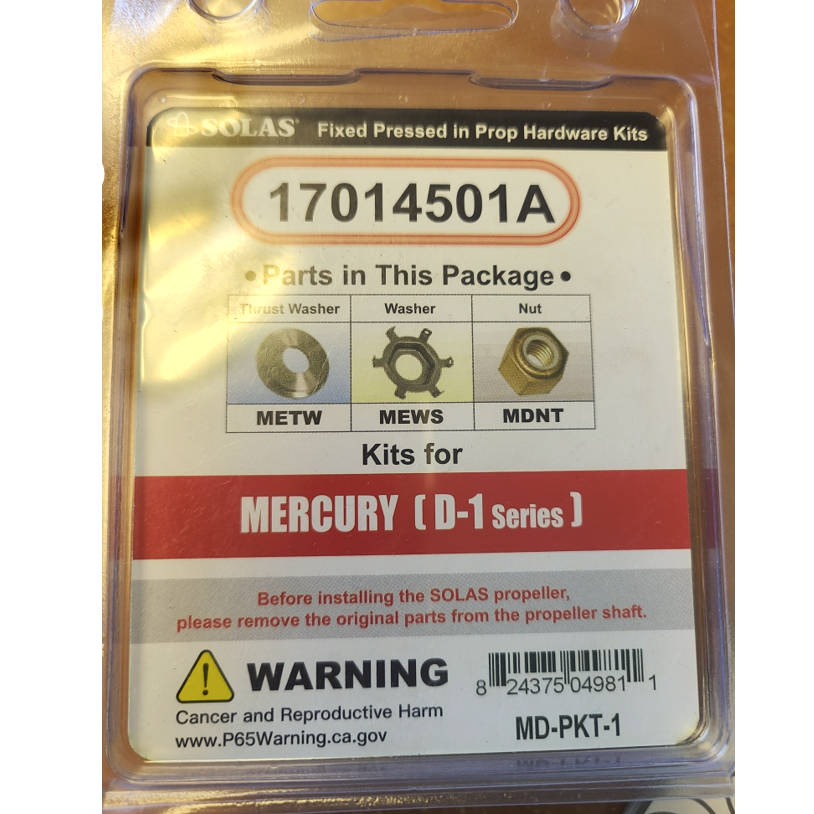 SOLAS® Fixed Pressed in Prop Hardware Kits
17014501A
• Parts in This Package •
Thrust Washer Washer Nut
METW MEWS MDNT
Kits for
MERCURY ( D-1 Series )
Before installing the SOLAS propeller,
please remove the original parts from the propeller shaft.
WARNING
Cancer and Reproductive Harm
www.P65Warning.ca.gov
8 24375 04981 1
MD-PKT-1